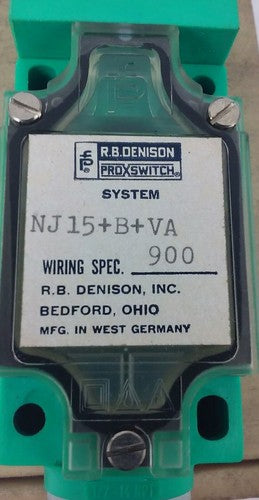 R.B.DENISON
PROXSWITCH®
SYSTEM
NJ15+B+VA
WIRING SPEC. 900
R.B. DENISON, INC.
BEDFORD, OHIO
MFG. IN WEST GERMANY